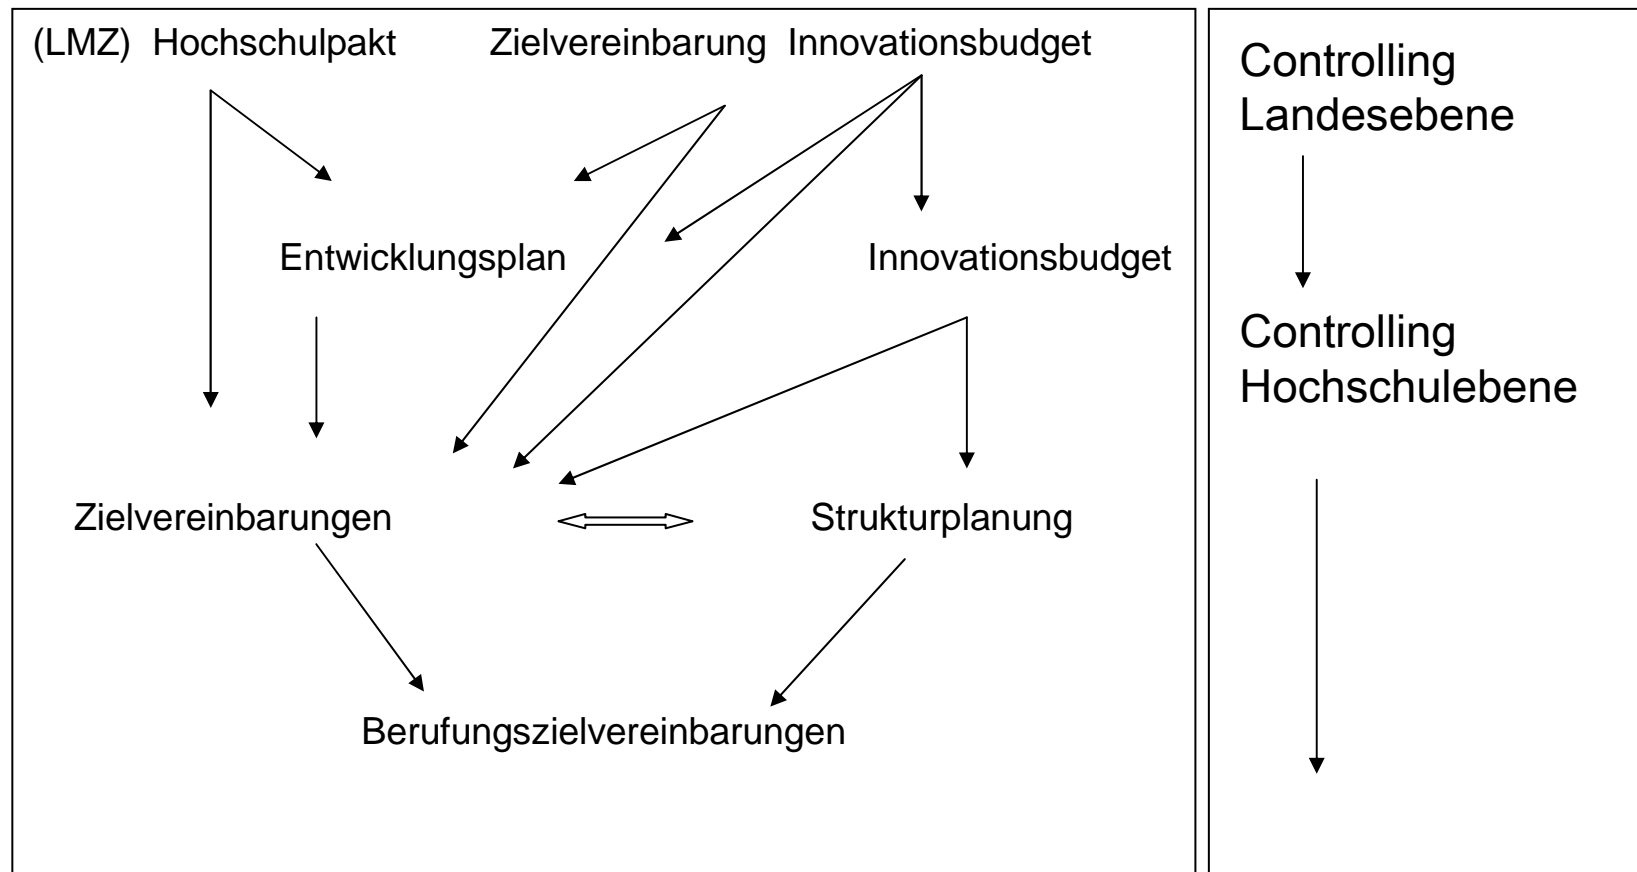 (LMZ) Hochschulpakt Zielvereinbarung Innovationsbudget
Entwicklungsplan Innovationsbudget
Zielvereinbarungen Strukturplanung
Berufungszielvereinbarungen
Controlling
Landesebene
Controlling
Hochschulebene